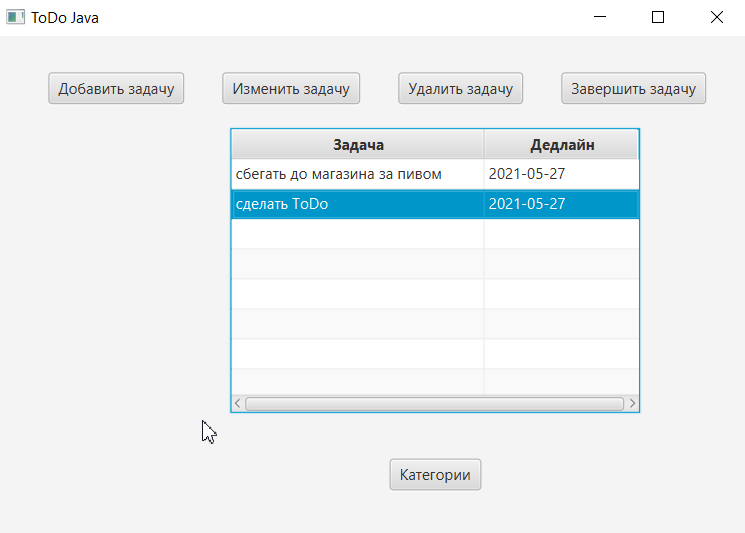 ToDo Java
Добавить задачу Изменить задачу Удалить задачу Завершить задачу
Задача Дедлайн
сбегать до магазина за пивом 2021-05-27
сделать ToDo 2021-05-27
Категории